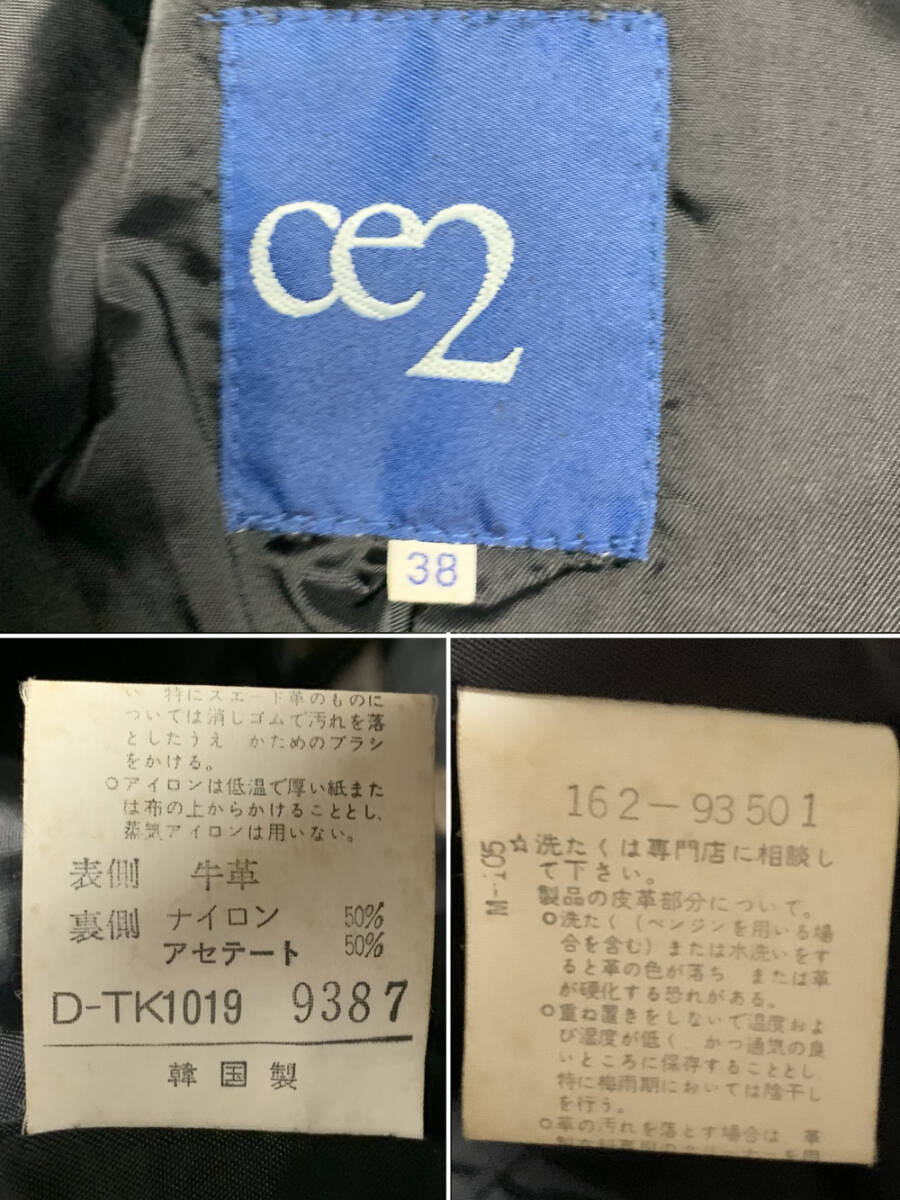 ce2
38
い 特にスエード革のものに
ついては消しゴムで汚れを落
としたうえ かためのブラシ
をかける。
○アイロンは低温で厚い紙また
は布の上からかけることとし、
蒸気アイロンは用いない。
表側 牛革
裏側 ナイロン 50%
アセテート 50%
D-TK1019 9387
韓国製
162-93501
M-105
☆洗たくは専門店に相談し
て下さい。
製品の皮革部分について。
○洗たく(ベンジンを用いる場
合を含む)または水洗いをす
ると革の色が落ち または革
が硬化する恐れがある。
○重ね置きをしないで温度およ
び湿度が低く、かつ通気の良
いところに保存することとし
特に梅雨期においては陰干し
を行う。
○革の汚れを落とす場合は、革